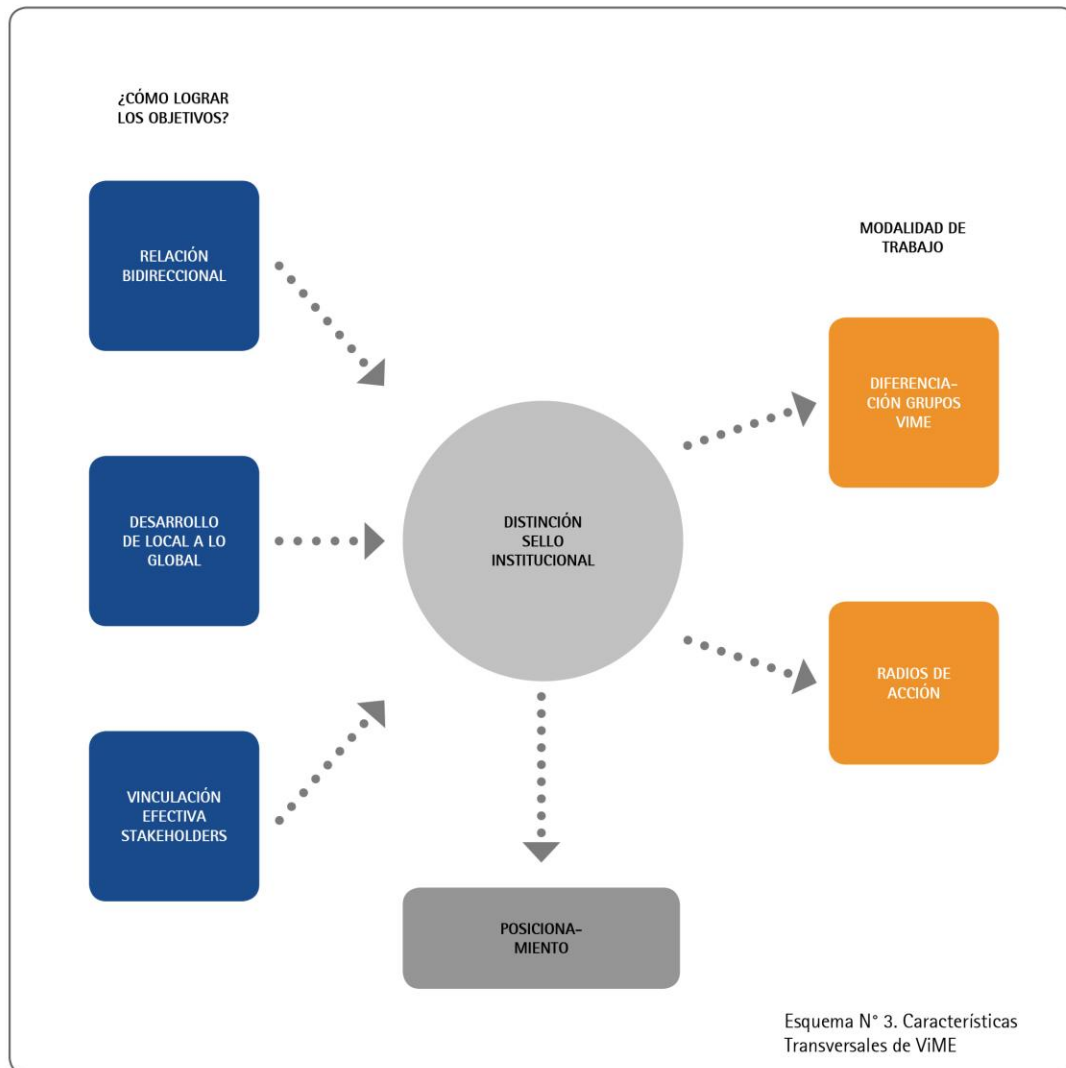 ¿CÓMO LOGRAR
LOS OBJETIVOS?
RELACIÓN
BIDIRECCIONAL
DESARROLLO
DE LOCAL A LO
GLOBAL
VINCULACIÓN
EFECTIVA
STAKEHOLDERS
DISTINCIÓN
SELLO
INSTITUCIONAL
POSICIONA-
MIENTO
MODALIDAD DE
TRABAJO
DIFERENCIA-
CIÓN GRUPOS
VIME
RADIOS DE
ACCIÓN
Esquema N° 3. Características
Transversales de ViME